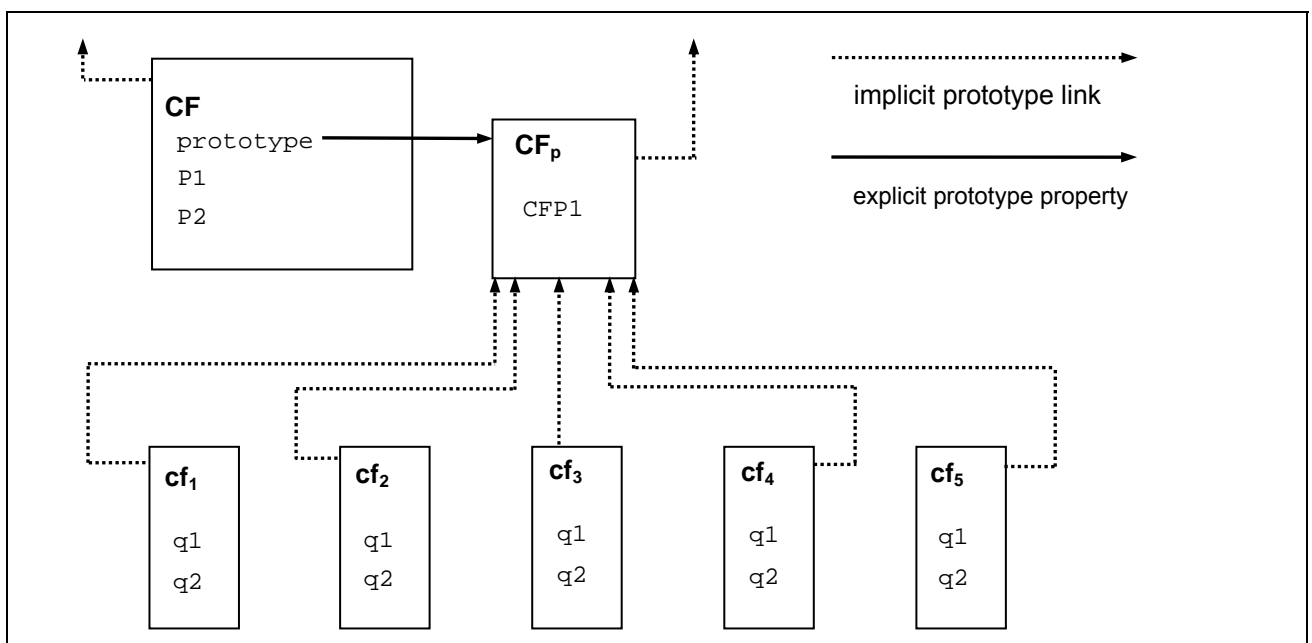 CF
prototype
P1
P2
CFp
CFP1
implicit prototype link
explicit prototype property
cf1
q1
q2
cf2
q1
q2
cf3
q1
q2
cf4
q1
q2
cf5
q1
q2